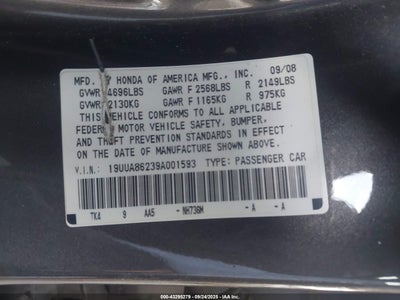 MFD. BY HONDA OF AMERICA MFG., INC. 09/08
GVWR 4696LBS GAWR F 2568LBS R 2149LBS
GVWR 2130KG GAWR F 1165KG R 975KG
THIS VEHICLE CONFORMS TO ALL APPLICABLE
FEDERAL MOTOR VEHICLE SAFETY, BUMPER,
AND THEFT PREVENTION STANDARDS IN EFFECT
ON THE DATE OF MANUFACTURE SHOWN ABOVE.
V.I.N.: 19UUA86239A001593 TYPE: PASSENGER CAR
TK4 9 AA5 - NH736M - A - A
000-43295279 - 09/24/2025 - IAA, Inc.